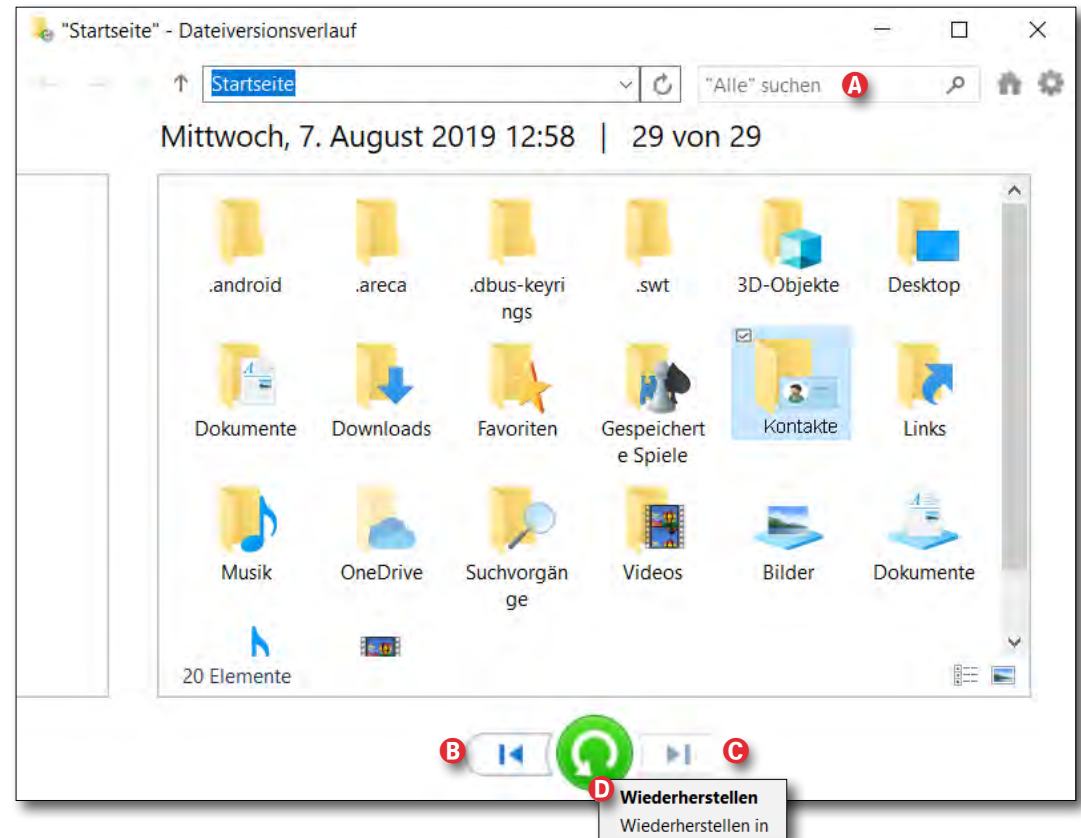 "Startseite" - Dateiversionsverlauf
Startseite
"Alle" suchen A
Mittwoch, 7. August 2019 12:58 | 29 von 29
.android
.areca
.dbus-keyri
ngs
.swt
3D-Objekte
Desktop
Dokumente
Downloads
Favoriten
Gespeichert
e Spiele
Kontakte
Links
Musik
OneDrive
Suchvorgän
ge
Videos
Bilder
Dokumente
20 Elemente
B
C
D
Wiederherstellen
Wiederherstellen in